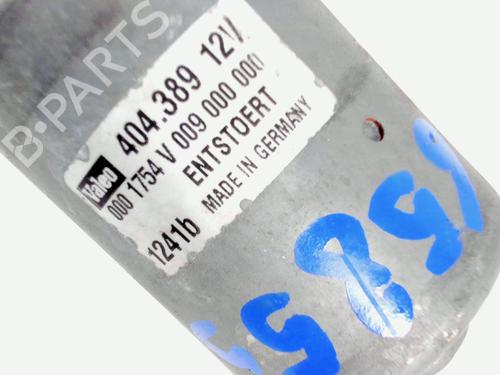 B-PARTS
Valeo
404.389 12V
000 1754 V 009 000 000
ENTSTOERT
1241b MADE IN GERMANY